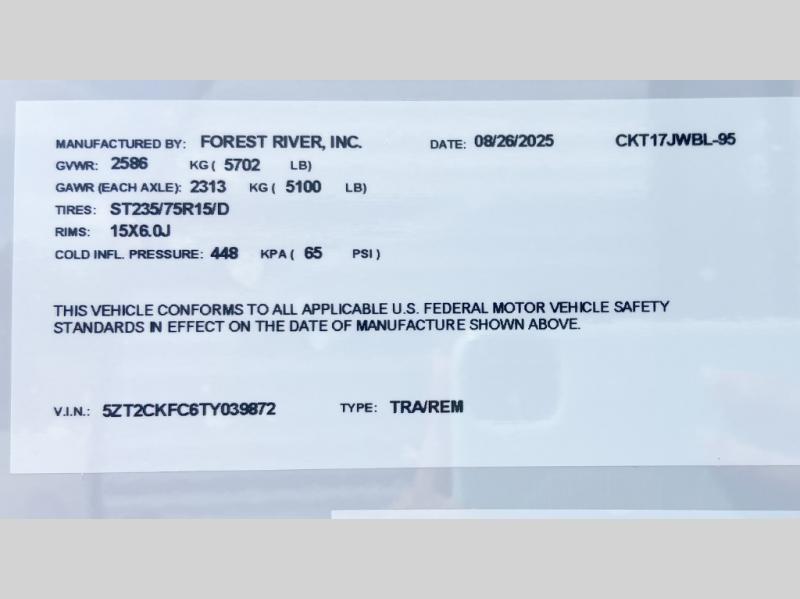 MANUFACTURED BY: FOREST RIVER, INC. DATE: 08/26/2025 CKT17JWBL-95
GVWR: 2586 KG ( 5702 LB)
GAWR (EACH AXLE): 2313 KG ( 5100 LB)
TIRES: ST235/75R15/D
RIMS: 15X6.0J
COLD INFL. PRESSURE: 448 KPA ( 65 PSI )
THIS VEHICLE CONFORMS TO ALL APPLICABLE U.S. FEDERAL MOTOR VEHICLE SAFETY
STANDARDS IN EFFECT ON THE DATE OF MANUFACTURE SHOWN ABOVE.
V.I.N.: 5ZT2CKFC6TY039872 TYPE: TRA/REM